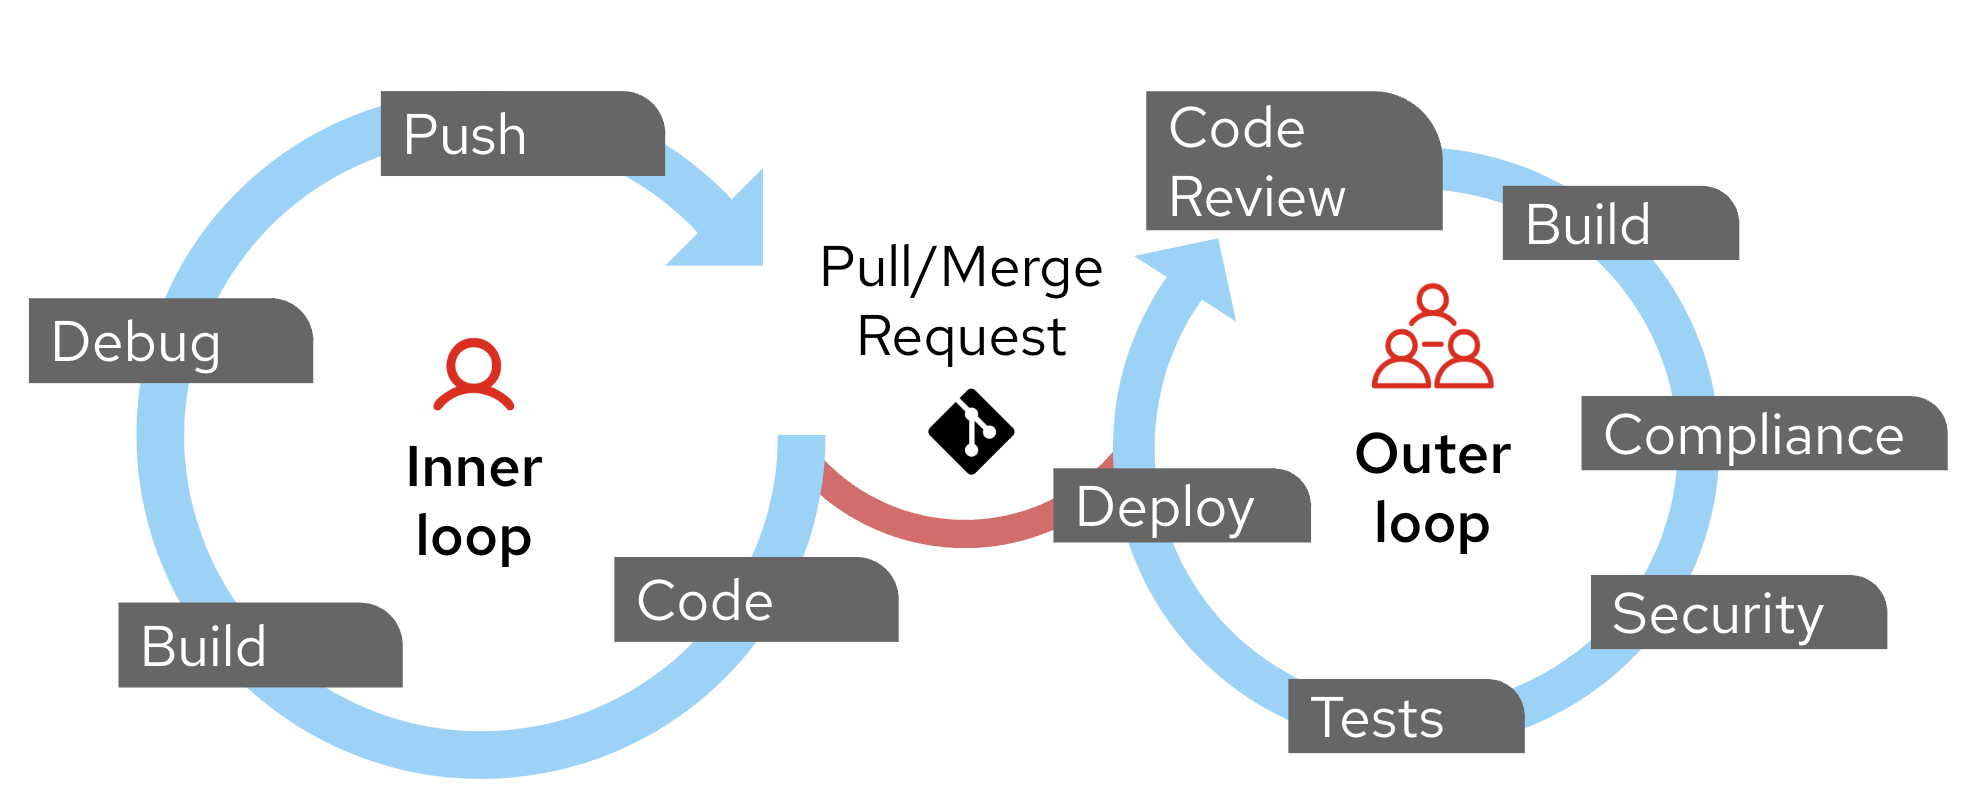 Push
Debug
Inner
loop
Build
Code
Pull/Merge
Request
Code
Review
Build
Outer
loop
Compliance
Deploy
Security
Tests